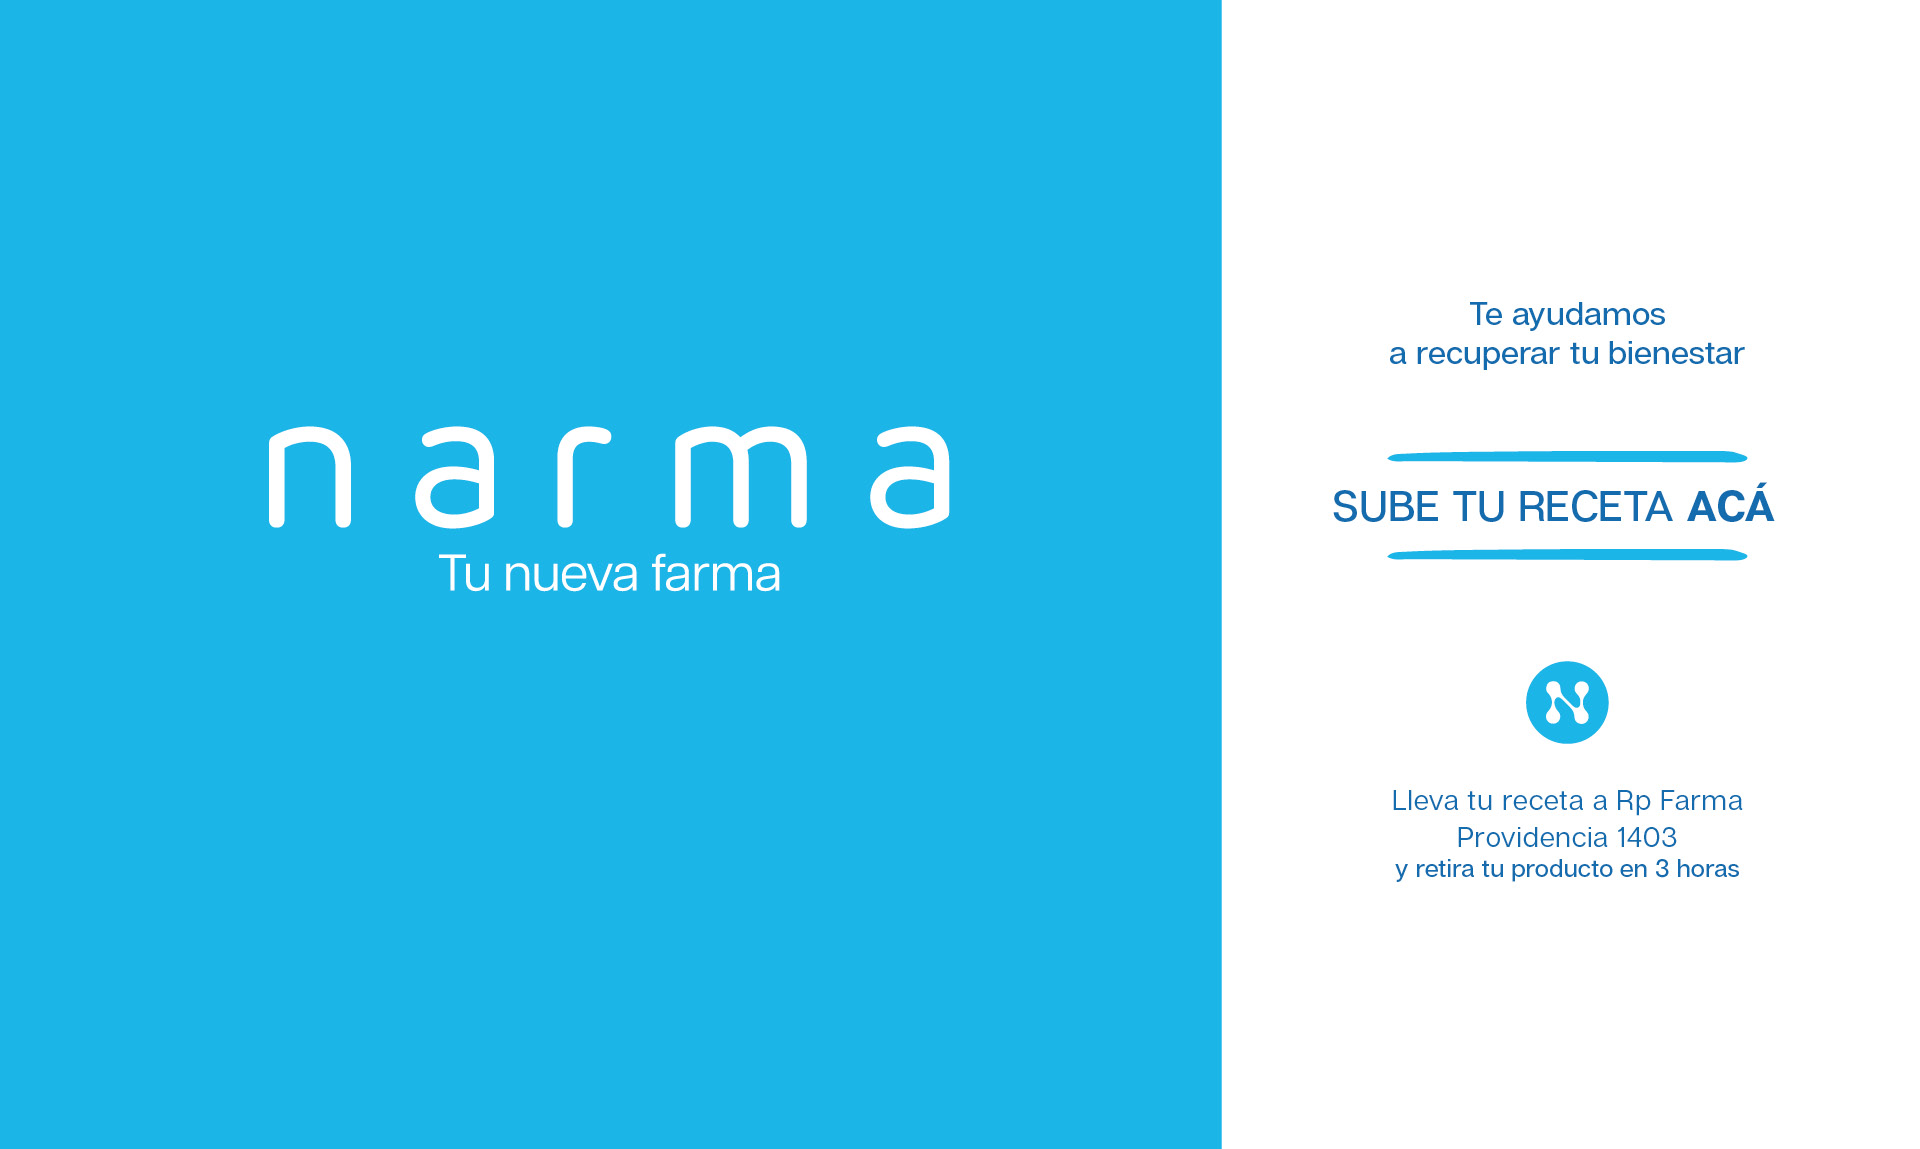 narma
Tu nueva farma
Te ayudamos
a recuperar tu bienestar
SUBE TU RECETA ACÁ
Lleva tu receta a Rp Farma
Providencia 1403
y retira tu producto en 3 horas